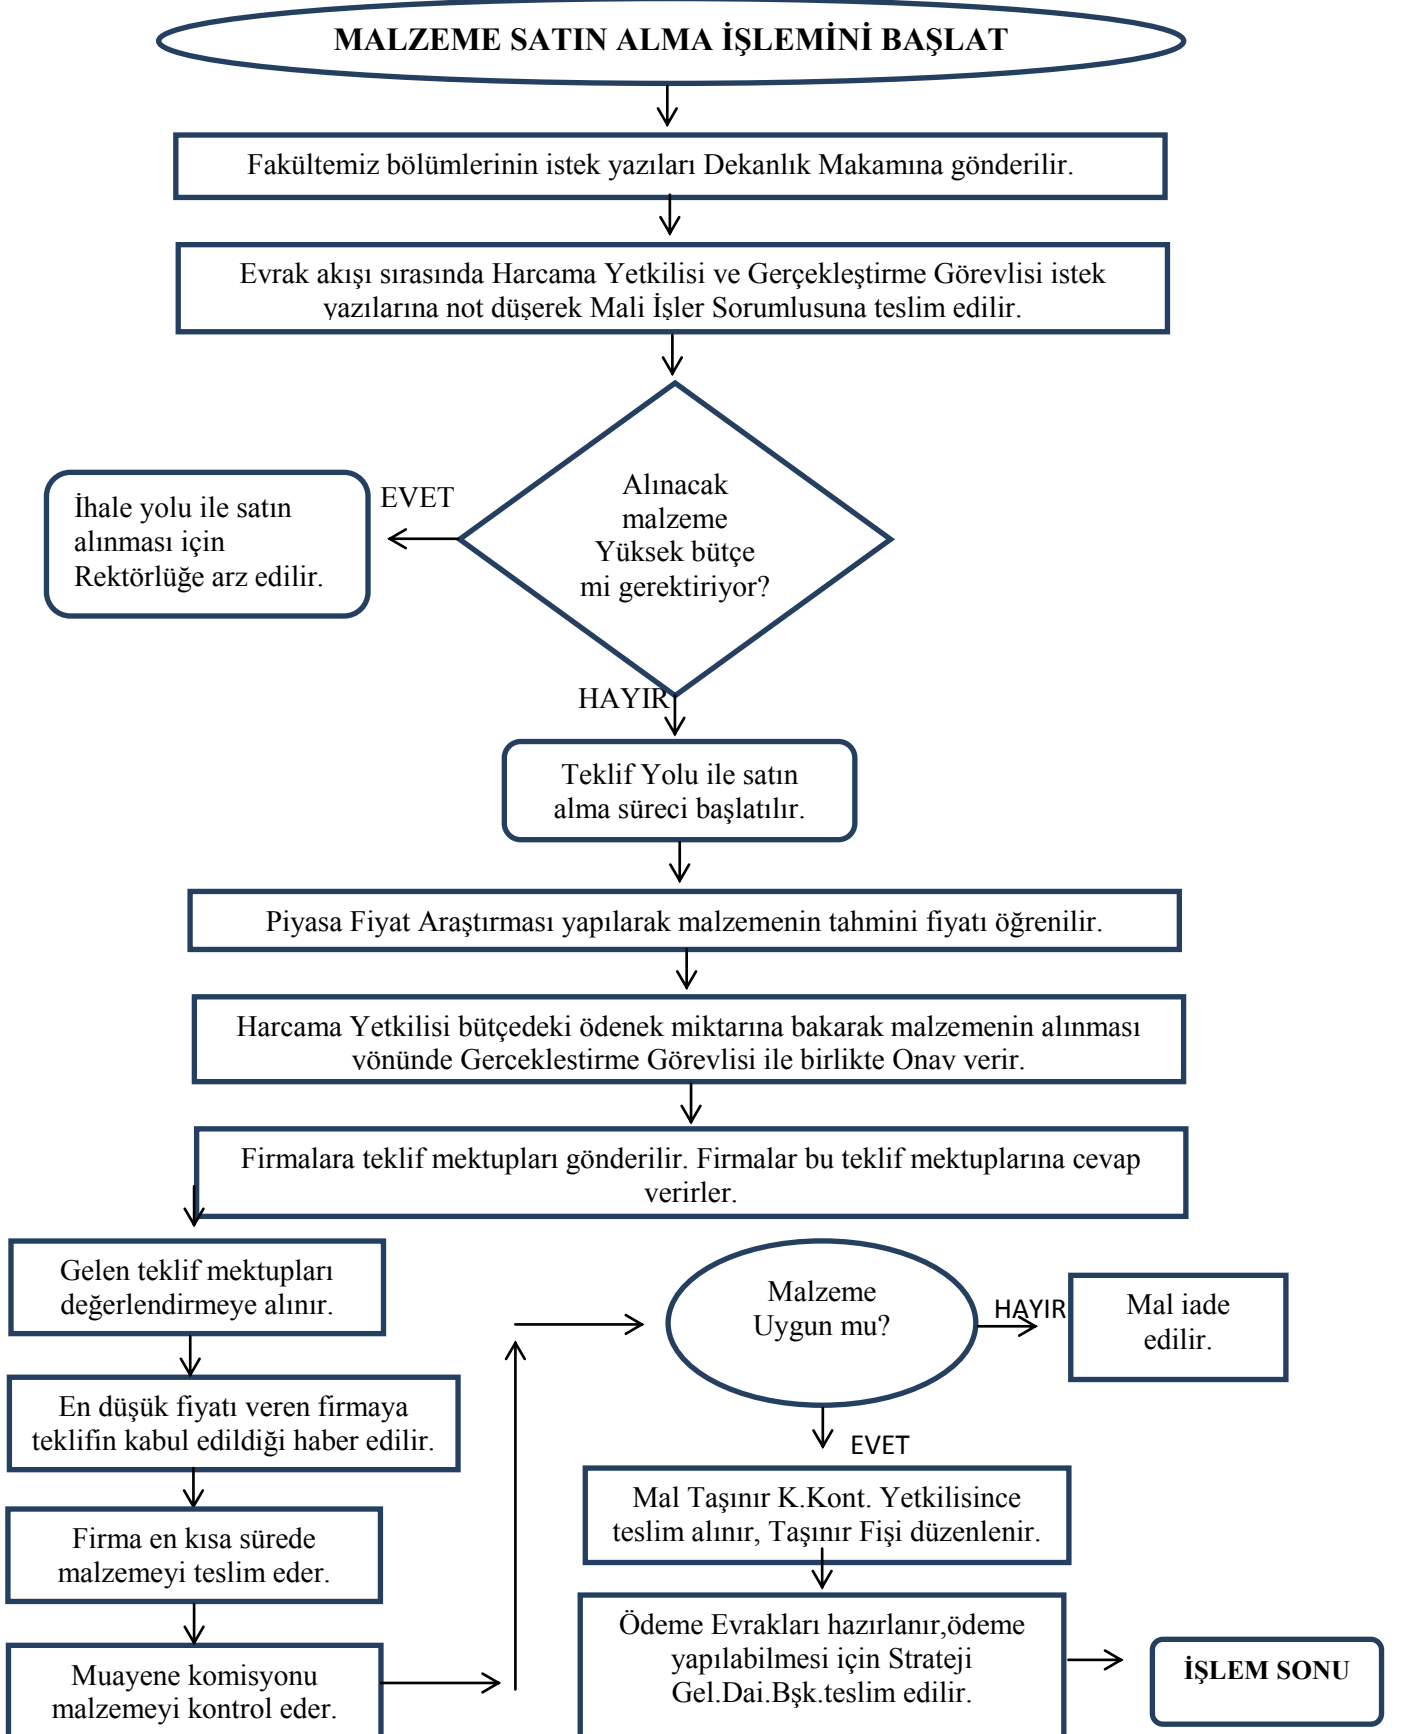 MALZEME SATIN ALMA İŞLEMİNİ BAŞLAT
Fakültemiz bölümlerinin istek yazıları Dekanlık Makamına gönderilir.
Evrak akışı sırasında Harcama Yetkilisi ve Gerçekleştirme Görevlisi istek
yazılarına not düşerek Mali İşler Sorumlusuna teslim edilir.
Alınacak
malzeme
Yüksek bütçe
mi gerektiriyor?
EVET
İhale yolu ile satın
alınması için
Rektörlüğe arz edilir.
HAYIR
Teklif Yolu ile satın
alma süreci başlatılır.
Piyasa Fiyat Araştırması yapılarak malzemenin tahmini fiyatı öğrenilir.
Harcama Yetkilisi bütçedeki ödenek miktarına bakarak malzemenin alınması
yönünde Gerçekleştirme Görevlisi ile birlikte Onay verir.
Firmalara teklif mektupları gönderilir. Firmalar bu teklif mektuplarına cevap
verirler.
Gelen teklif mektupları
değerlendirmeye alınır.
En düşük fiyatı veren firmaya
teklifin kabul edildiği haber edilir.
Firma en kısa sürede
malzemeyi teslim eder.
Muayene komisyonu
malzemeyi kontrol eder.
Malzeme
Uygun mu?
HAYIR
Mal iade
edilir.
EVET
Mal Taşınır K.Kont. Yetkilisince
teslim alınır, Taşınır Fişi düzenlenir.
Ödeme Evrakları hazırlanır,ödeme
yapılabilmesi için Strateji
Gel.Dai.Bşk.teslim edilir.
İŞLEM SONU